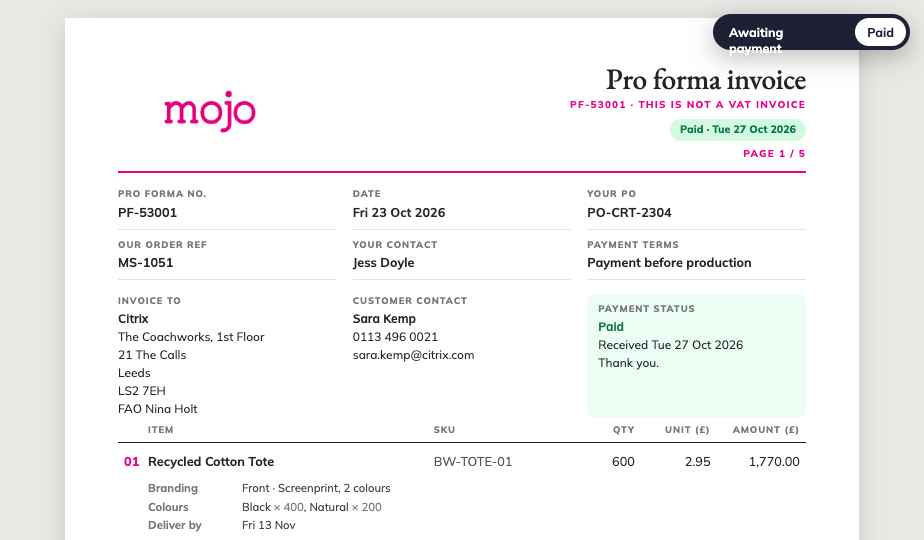 Awaiting payment
Paid
mojo
Pro forma invoice
PF-53001 · THIS IS NOT A VAT INVOICE
Paid · Tue 27 Oct 2026
PAGE 1 / 5
PRO FORMA NO.
PF-53001
DATE
Fri 23 Oct 2026
YOUR PO
PO-CRT-2304
OUR ORDER REF
MS-1051
YOUR CONTACT
Jess Doyle
PAYMENT TERMS
Payment before production
INVOICE TO
Citrix
The Coachworks, 1st Floor
21 The Calls
Leeds
LS2 7EH
FAO Nina Holt
CUSTOMER CONTACT
Sara Kemp
0113 496 0021
sara.kemp@citrix.com
PAYMENT STATUS
Paid
Received Tue 27 Oct 2026
Thank you.
ITEM SKU QTY UNIT (£) AMOUNT (£)
01 Recycled Cotton Tote BW-TOTE-01 600 2.95 1,770.00
Branding Front · Screenprint, 2 colours
Colours Black × 400, Natural × 200
Deliver by Fri 13 Nov